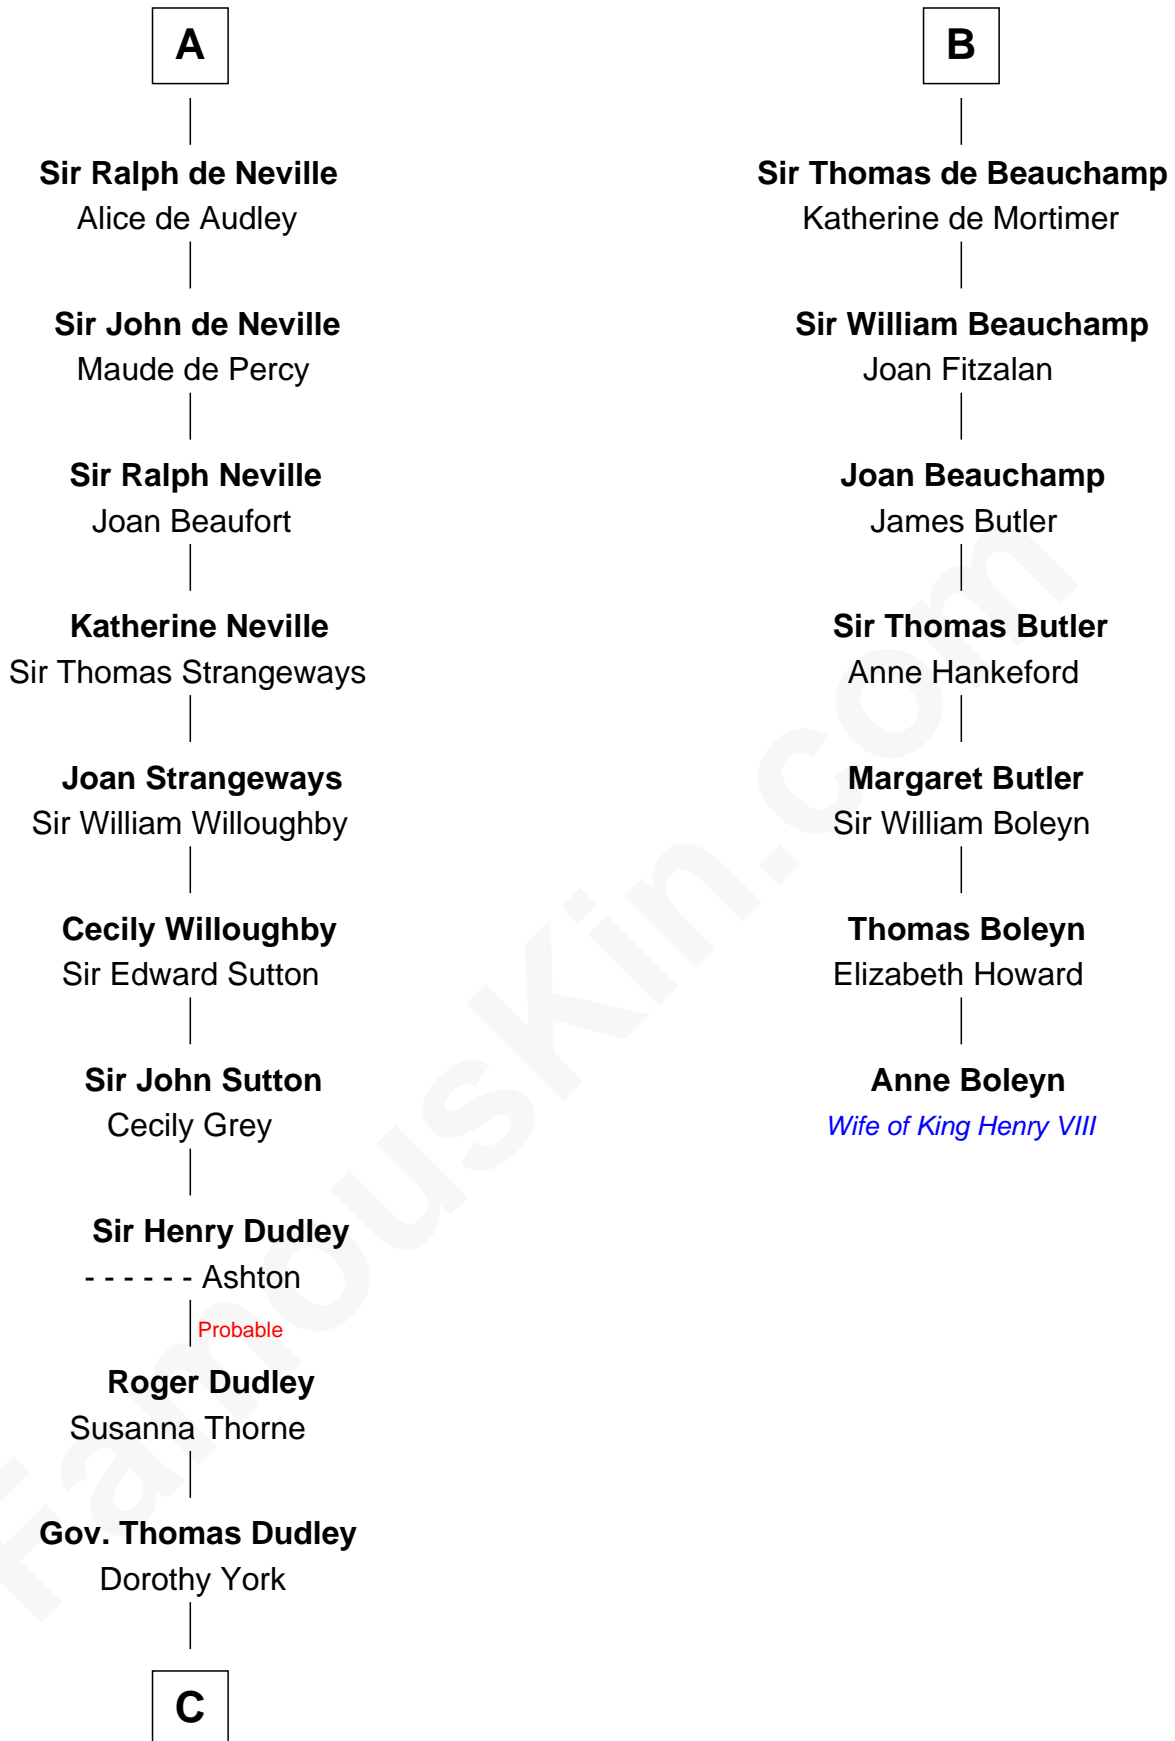 A
Sir Ralph de Neville
Alice de Audley
Sir John de Neville
Maude de Percy
Sir Ralph Neville
Joan Beaufort
Katherine Neville
Sir Thomas Strangeways
Joan Strangeways
Sir William Willoughby
Cecily Willoughby
Sir Edward Sutton
Sir John Sutton
Cecily Grey
Sir Henry Dudley
- - - - - - Ashton
Probable
Roger Dudley
Susanna Thorne
Gov. Thomas Dudley
Dorothy York
C
B
Sir Thomas de Beauchamp
Katherine de Mortimer
Sir William Beauchamp
Joan Fitzalan
Joan Beauchamp
James Butler
Sir Thomas Butler
Anne Hankeford
Margaret Butler
Sir William Boleyn
Thomas Boleyn
Elizabeth Howard
Anne Boleyn
Wife of King Henry VIII
FamousKin.com